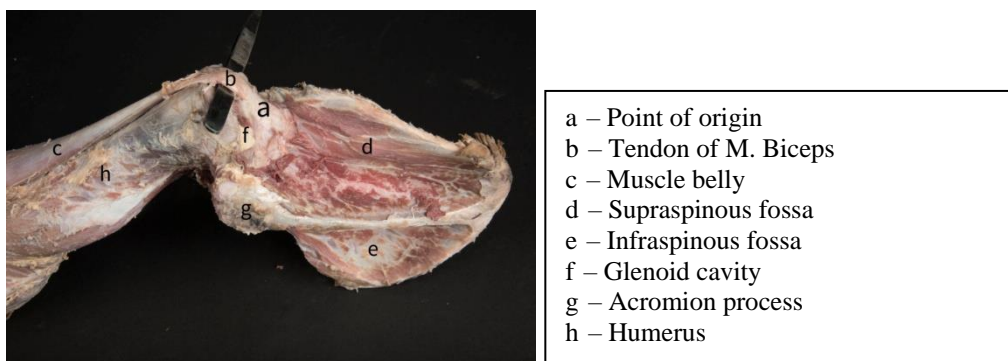 b
a
f
d
c
h
g
e
a – Point of origin
b – Tendon of M. Biceps
c – Muscle belly
d – Supraspinous fossa
e – Infraspinous fossa
f – Glenoid cavity
g – Acromion process
h – Humerus